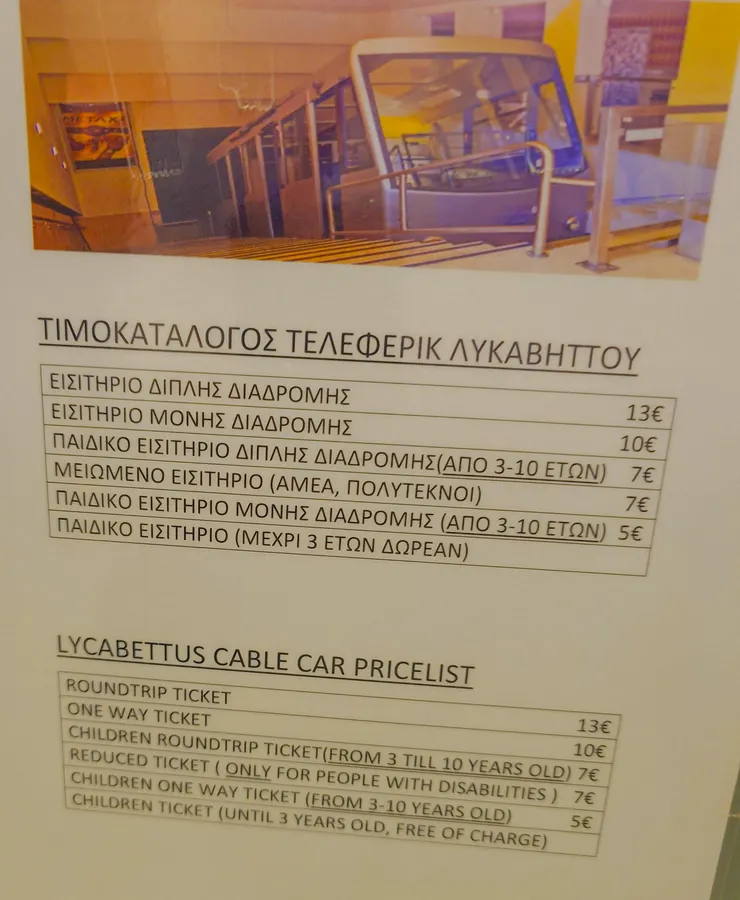 METAXA
ΤΙΜΟΚΑΤΑΛΟΓΟΣ ΤΕΛΕΦΕΡΙΚ ΛΥΚΑΒΗΤΤΟΥ
ΕΙΣΙΤΗΡΙΟ ΔΙΠΛΗΣ ΔΙΑΔΡΟΜΗΣ 13€
ΕΙΣΙΤΗΡΙΟ ΜΟΝΗΣ ΔΙΑΔΡΟΜΗΣ 10€
ΠΑΙΔΙΚΟ ΕΙΣΙΤΗΡΙΟ ΔΙΠΛΗΣ ΔΙΑΔΡΟΜΗΣ(ΑΠΟ 3-10 ΕΤΩΝ) 7€
ΜΕΙΩΜΕΝΟ ΕΙΣΙΤΗΡΙΟ (ΑΜΕΑ, ΠΟΛΥΤΕΚΝΟΙ) 7€
ΠΑΙΔΙΚΟ ΕΙΣΙΤΗΡΙΟ ΜΟΝΗΣ ΔΙΑΔΡΟΜΗΣ (ΑΠΟ 3-10 ΕΤΩΝ) 5€
ΠΑΙΔΙΚΟ ΕΙΣΙΤΗΡΙΟ (ΜΕΧΡΙ 3 ΕΤΩΝ ΔΩΡΕΑΝ)
LYCABETTUS CABLE CAR PRICELIST
ROUNDTRIP TICKET 13€
ONE WAY TICKET 10€
CHILDREN ROUNDTRIP TICKET(FROM 3 TILL 10 YEARS OLD) 7€
REDUCED TICKET ( ONLY FOR PEOPLE WITH DISABILITIES ) 7€
CHILDREN ONE WAY TICKET (FROM 3-10 YEARS OLD) 5€
CHILDREN TICKET (UNTIL 3 YEARS OLD, FREE OF CHARGE)